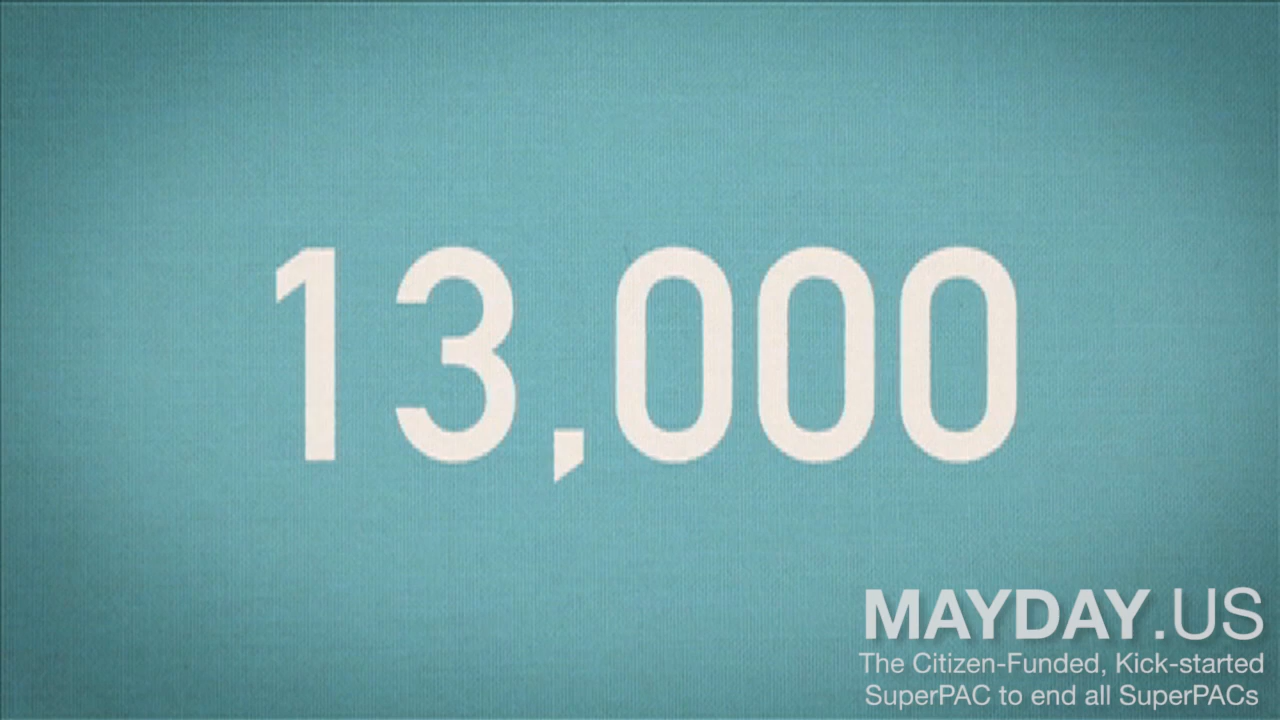 13,000
MAYDAY.US
The Citizen-Funded, Kick-started
SuperPAC to end all SuperPACs